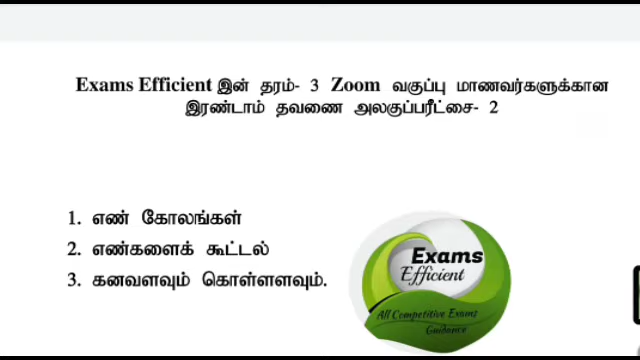 Exams Efficient இன் தரம்- 3 Zoom வகுப்பு மாணவர்களுக்கான
இரண்டாம் தவணை அலகுப்பரீட்சை- 2
1. எண் கோலங்கள்
2. எண்களைக் கூட்டல்
3. கனவளவும் கொள்ளளவும்.
Exams
Efficient
All Competitive Exams
Guidance